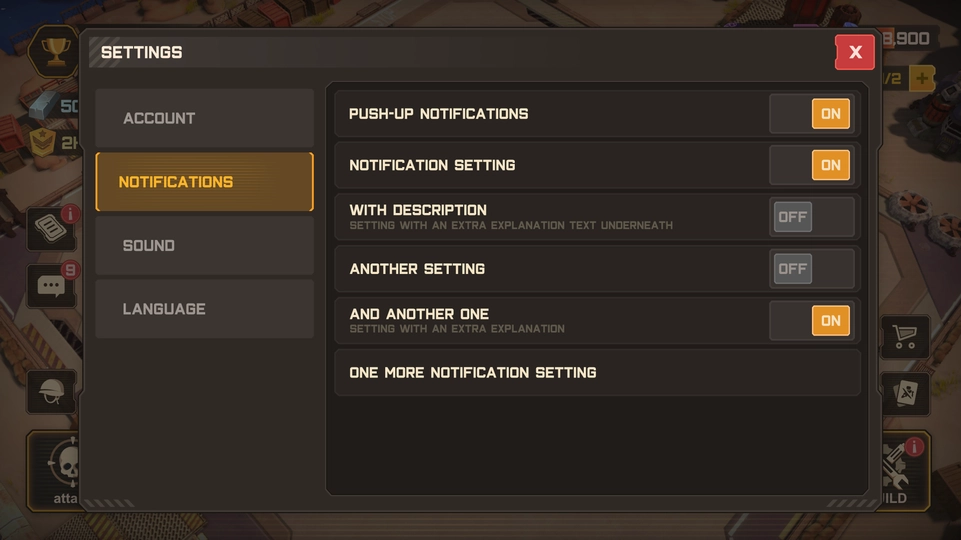 SETTINGS
X
ACCOUNT
NOTIFICATIONS
SOUND
LANGUAGE
PUSH-UP NOTIFICATIONS
ON
NOTIFICATION SETTING
ON
WITH DESCRIPTION
SETTING WITH AN EXTRA EXPLANATION TEXT UNDERNEATH
OFF
ANOTHER SETTING
OFF
AND ANOTHER ONE
SETTING WITH AN EXTRA EXPLANATION
ON
ONE MORE NOTIFICATION SETTING
9